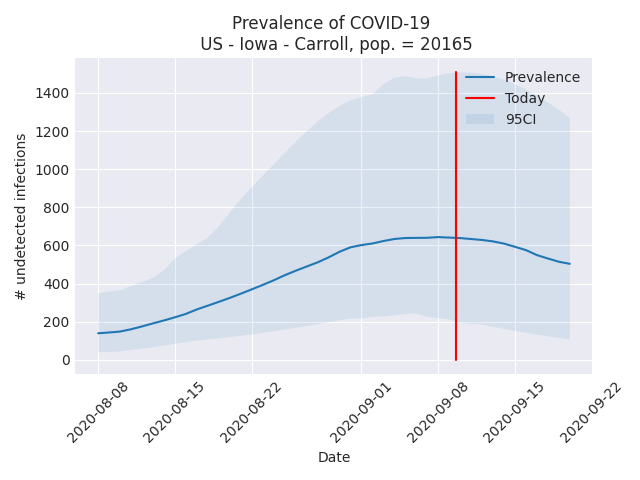 Prevalence of COVID-19
US - Iowa - Carroll, pop. = 20165
Prevalence
Today
95CI
1400
1200
1000
800
600
400
200
0
# undetected infections
2020-08-08
2020-08-15
2020-08-22
2020-09-01
2020-09-08
2020-09-15
2020-09-22
Date